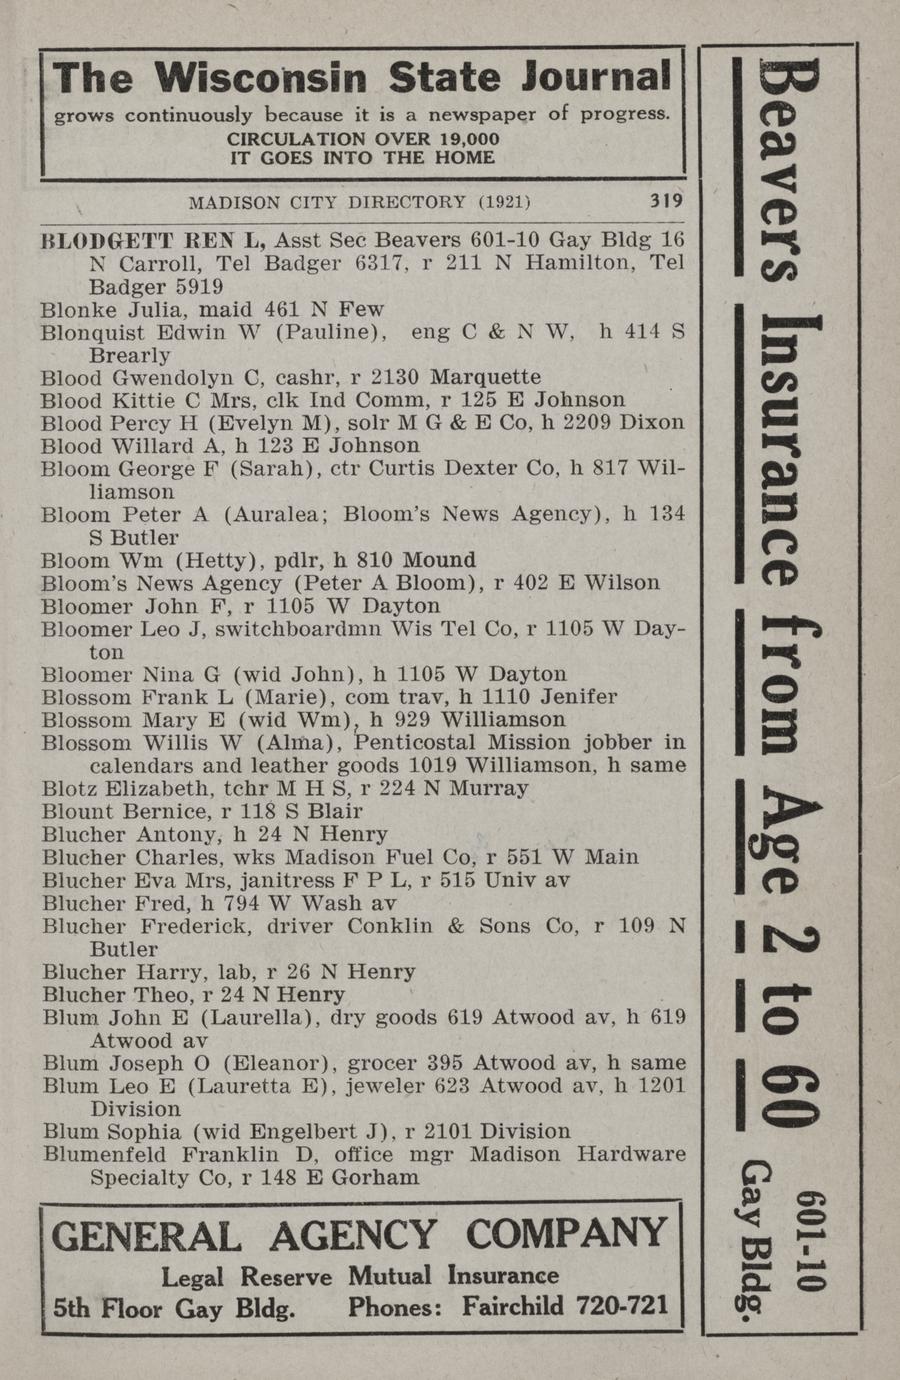 The Wisconsin State Journal
grows continuously because it is a newspaper of progress.
CIRCULATION OVER 19,000
IT GOES INTO THE HOME
MADISON CITY DIRECTORY (1921) 319
BLODGETT REN L, Asst Sec Beavers 601-10 Gay Bldg 16
N Carroll, Tel Badger 6317, r 211 N Hamilton, Tel
Badger 5919
Blonke Julia, maid 461 N Few
Blonquist Edwin W (Pauline), eng C & N W, h 414 S
Brearly
Blood Gwendolyn C, cashr, r 2130 Marquette
Blood Kittie C Mrs, clk Ind Comm, r 125 E Johnson
Blood Percy H (Evelyn M), solr M G & E Co, h 2209 Dixon
Blood Willard A, h 123 E Johnson
Bloom George F (Sarah), ctr Curtis Dexter Co, h 817 Wil-
liamson
Bloom Peter A (Auralea; Bloom's News Agency), h 134
S Butler
Bloom Wm (Hetty), pdlr, h 810 Mound
Bloom's News Agency (Peter A Bloom), r 402 E Wilson
Bloomer John F, r 1105 W Dayton
Bloomer Leo J, switchboardmn Wis Tel Co, r 1105 W Day-
ton
Bloomer Nina G (wid John), h 1105 W Dayton
Blossom Frank L (Marie), com trav, h 1110 Jenifer
Blossom Mary E (wid Wm), h 929 Williamson
Blossom Willis W (Alma), Penticostal Mission jobber in
calendars and leather goods 1019 Williamson, h same
Blotz Elizabeth, tchr M H S, r 224 N Murray
Blount Bernice, r 118 S Blair
Blucher Antony, h 24 N Henry
Blucher Charles, wks Madison Fuel Co, r 551 W Main
Blucher Eva Mrs, janitress F P L, r 515 Univ av
Blucher Fred, h 794 W Wash av
Blucher Frederick, driver Conklin & Sons Co, r 109 N
Butler
Blucher Harry, lab, r 26 N Henry
Blucher Theo, r 24 N Henry
Blum John E (Laurella), dry goods 619 Atwood av, h 619
Atwood av
Blum Joseph O (Eleanor), grocer 395 Atwood av, h same
Blum Leo E (Lauretta E), jeweler 623 Atwood av, h 1201
Division
Blum Sophia (wid Engelbert J), r 2101 Division
Blumenfeld Franklin D, office mgr Madison Hardware
Specialty Co, r 148 E Gorham
GENERAL AGENCY COMPANY
Legal Reserve Mutual Insurance
5th Floor Gay Bldg. Phones: Fairchild 720-721
Beavers Insurance from Age 2 to 60
601-10
Gay Bldg.